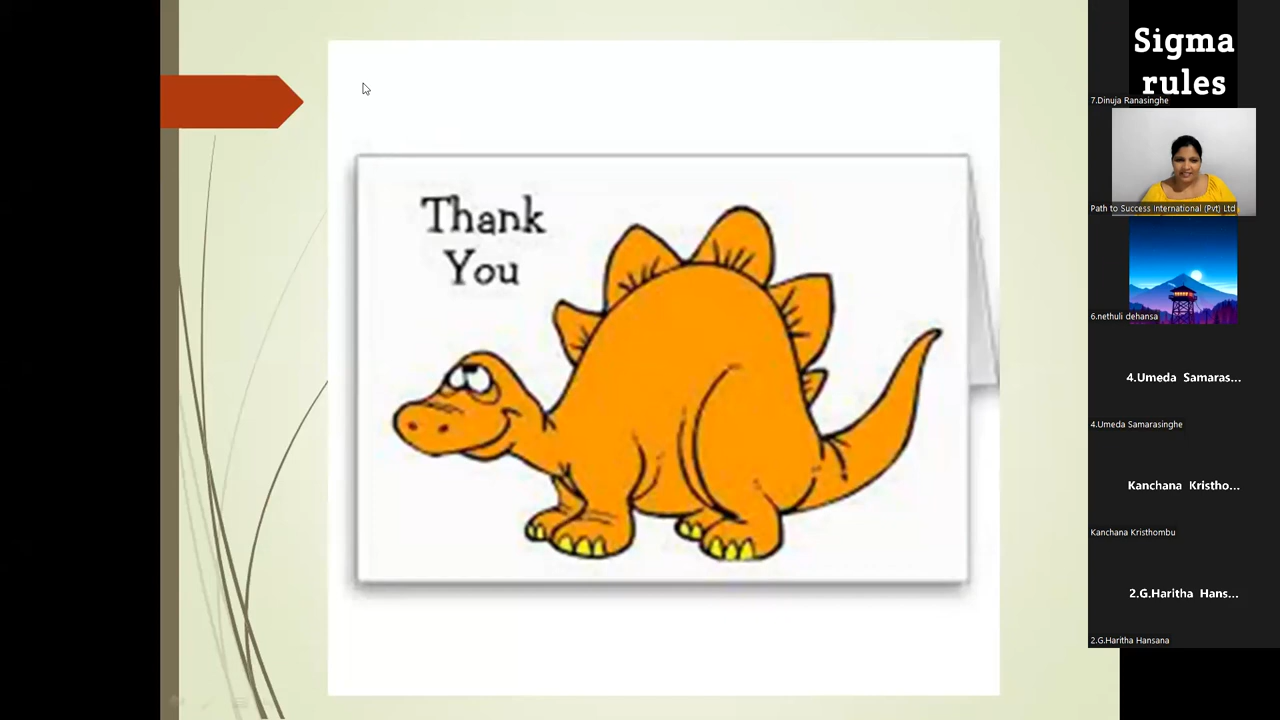 Thank
You
Sigma
rules
7.Dinuja Ranasinghe
Path to Success International (Pvt) Ltd
6.nethuli dehansa
4.Umeda Samaras...
4.Umeda Samarasinghe
Kanchana Kristho...
Kanchana Kristhombu
2.G.Haritha Hans...
2.G.Haritha Hansana